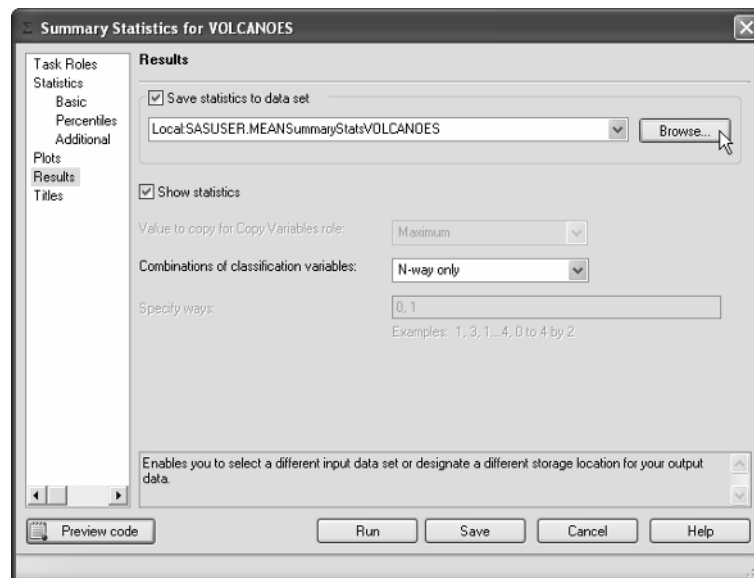 Summary Statistics for VOLCANOES
Task Roles
Statistics
Basic
Percentiles
Additional
Plots
Results
Titles
Results
Save statistics to data set
Local:SASUSER.MEANSummaryStatsVOLCANOES
Browse...
Show statistics
Value to copy for Copy Variables role:
Maximum
Combinations of classification variables:
N-way only
Specify ways:
0, 1
Examples: 1, 3, 1...4, 0 to 4 by 2
Enables you to select a different input data set or designate a different storage location for your output
data.
Preview code
Run
Save
Cancel
Help